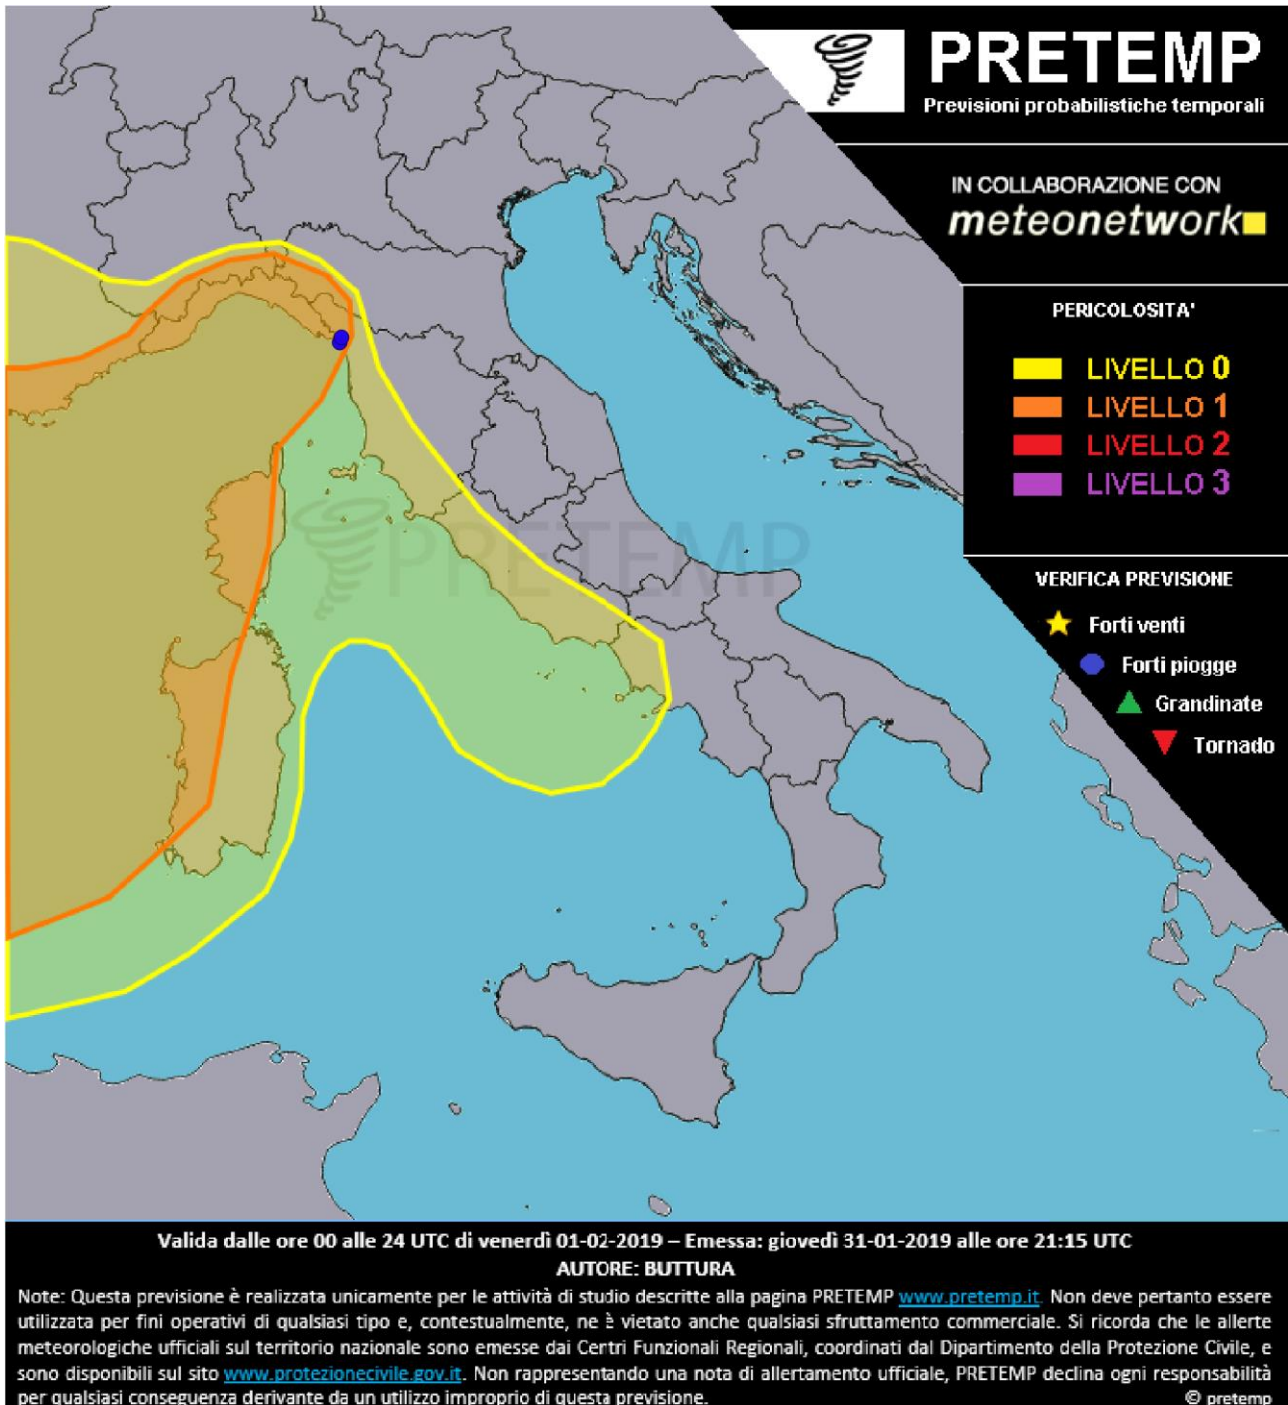 PRETEMP
Previsioni probabilistiche temporali
IN COLLABORAZIONE CON
meteonetwork
PERICOLOSITA'
LIVELLO 0
LIVELLO 1
LIVELLO 2
LIVELLO 3
VERIFICA PREVISIONE
Forti venti
Forti piogge
Grandinate
Tornado
PRETEMP
Valida dalle ore 00 alle 24 UTC di venerdì 01-02-2019 – Emessa: giovedì 31-01-2019 alle ore 21:15 UTC
AUTORE: BUTTURA
Note: Questa previsione è realizzata unicamente per le attività di studio descritte alla pagina PRETEMP www.pretemp.it. Non deve pertanto essere
utilizzata per fini operativi di qualsiasi tipo e, contestualmente, ne è vietato anche qualsiasi sfruttamento commerciale. Si ricorda che le allerte
meteorologiche ufficiali sul territorio nazionale sono emesse dai Centri Funzionali Regionali, coordinati dal Dipartimento della Protezione Civile, e
sono disponibili sul sito www.protezionecivile.gov.it. Non rappresentando una nota di allertamento ufficiale, PRETEMP declina ogni responsabilità
per qualsiasi conseguenza derivante da un utilizzo improprio di questa previsione. © pretemp